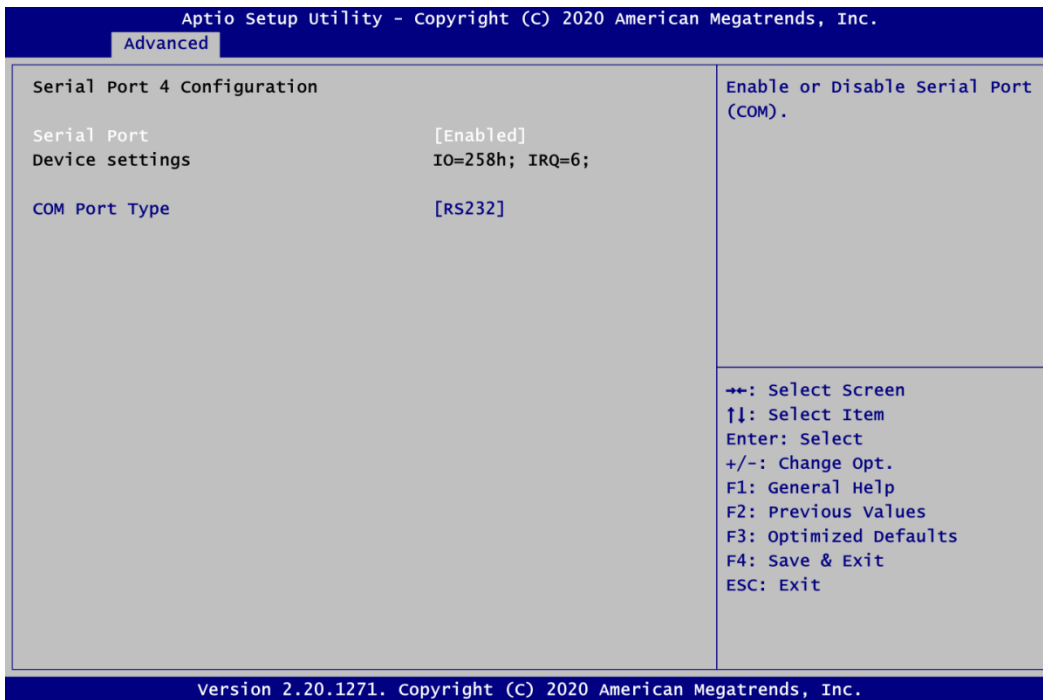 Aptio Setup Utility - Copyright (C) 2020 American Megatrends, Inc.
Advanced
Serial Port 4 Configuration
Serial Port [Enabled]
Device settings IO=258h; IRQ=6;
COM Port Type [RS232]
Enable or Disable Serial Port
(COM).
→←: Select Screen
↑↓: Select Item
Enter: Select
+/-: Change Opt.
F1: General Help
F2: Previous Values
F3: Optimized Defaults
F4: Save & Exit
ESC: Exit
Version 2.20.1271. Copyright (C) 2020 American Megatrends, Inc.